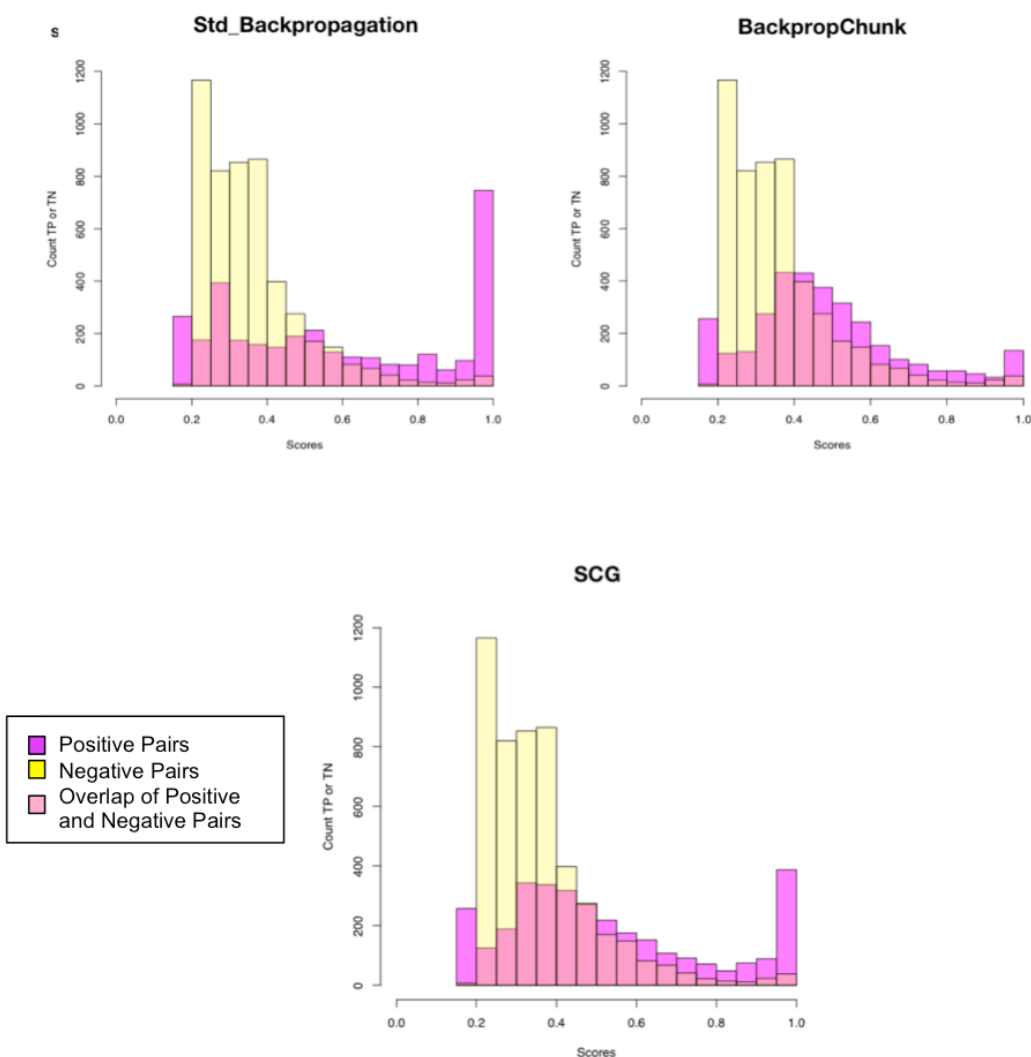 s
Std_Backpropagation
BackpropChunk
Count TP or TN
0
200
400
600
800
1000
1200
0.0
0.2
0.4
0.6
0.8
1.0
Scores
Count TP or TN
0
200
400
600
800
1000
1200
0.0
0.2
0.4
0.6
0.8
1.0
Scores
SCG
Positive Pairs
Negative Pairs
Overlap of Positive
and Negative Pairs
Count TP or TN
0
200
400
600
800
1000
1200
0.0
0.2
0.4
0.6
0.8
1.0
Scores